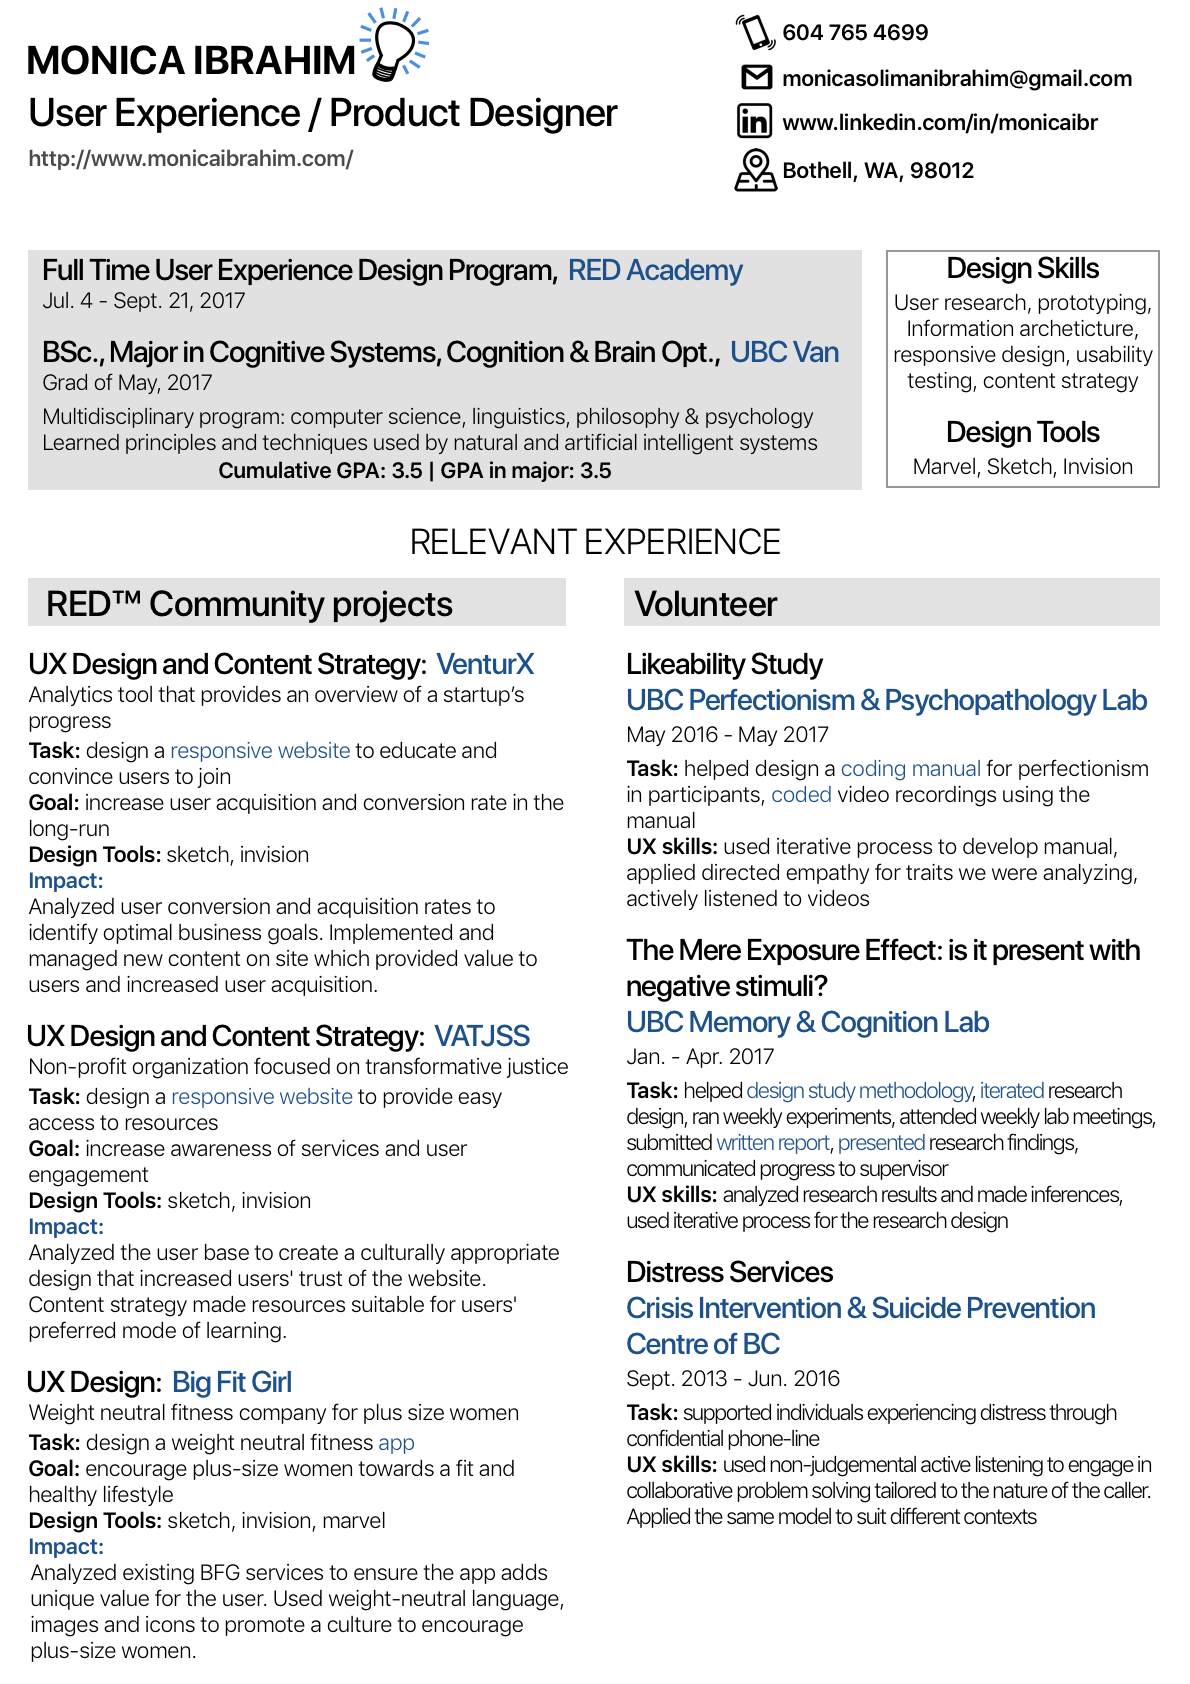 MONICA IBRAHIM
User Experience / Product Designer
http://www.monicaibrahim.com/
604 765 4699
monicasolimanibrahim@gmail.com
in www.linkedin.com/in/monicaibr
Bothell, WA, 98012
Full Time User Experience Design Program, RED Academy
Jul. 4 - Sept. 21, 2017
BSc., Major in Cognitive Systems, Cognition & Brain Opt., UBC Van
Grad of May, 2017
Multidisciplinary program: computer science, linguistics, philosophy & psychology
Learned principles and techniques used by natural and artificial intelligent systems
Cumulative GPA: 3.5 | GPA in major: 3.5
Design Skills
User research, prototyping,
Information archeticture,
responsive design, usability
testing, content strategy
Design Tools
Marvel, Sketch, Invision
RELEVANT EXPERIENCE
RED™ Community projects
UX Design and Content Strategy: VenturX
Analytics tool that provides an overview of a startup’s
progress
Task: design a responsive website to educate and
convince users to join
Goal: increase user acquisition and conversion rate in the
long-run
Design Tools: sketch, invision
Impact:
Analyzed user conversion and acquisition rates to
identify optimal business goals. Implemented and
managed new content on site which provided value to
users and increased user acquisition.
UX Design and Content Strategy: VATJSS
Non-profit organization focused on transformative justice
Task: design a responsive website to provide easy
access to resources
Goal: increase awareness of services and user
engagement
Design Tools: sketch, invision
Impact:
Analyzed the user base to create a culturally appropriate
design that increased users' trust of the website.
Content strategy made resources suitable for users'
preferred mode of learning.
UX Design: Big Fit Girl
Weight neutral fitness company for plus size women
Task: design a weight neutral fitness app
Goal: encourage plus-size women towards a fit and
healthy lifestyle
Design Tools: sketch, invision, marvel
Impact:
Analyzed existing BFG services to ensure the app adds
unique value for the user. Used weight-neutral language,
images and icons to promote a culture to encourage
plus-size women.
Volunteer
Likeability Study
UBC Perfectionism & Psychopathology Lab
May 2016 - May 2017
Task: helped design a coding manual for perfectionism
in participants, coded video recordings using the
manual
UX skills: used iterative process to develop manual,
applied directed empathy for traits we were analyzing,
actively listened to videos
The Mere Exposure Effect: is it present with
negative stimuli?
UBC Memory & Cognition Lab
Jan. - Apr. 2017
Task: helped design study methodology, iterated research
design, ran weekly experiments, attended weekly lab meetings,
submitted written report, presented research findings,
communicated progress to supervisor
UX skills: analyzed research results and made inferences,
used iterative process for the research design
Distress Services
Crisis Intervention & Suicide Prevention
Centre of BC
Sept. 2013 - Jun. 2016
Task: supported individuals experiencing distress through
confidential phone-line
UX skills: used non-judgemental active listening to engage in
collaborative problem solving tailored to the nature of the caller.
Applied the same model to suit different contexts